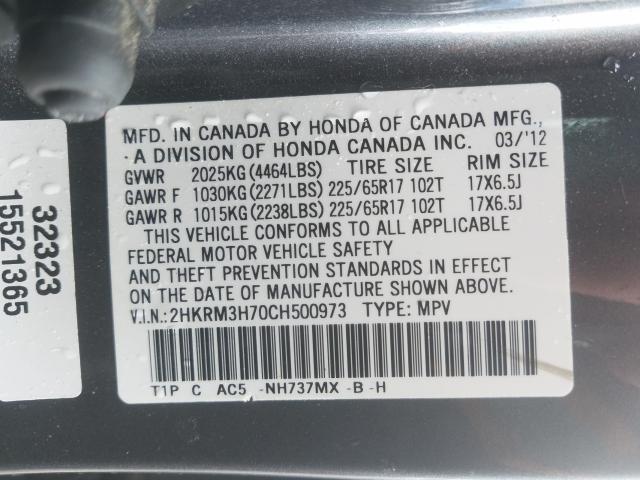 MFD. IN CANADA BY HONDA OF CANADA MFG.,
· A DIVISION OF HONDA CANADA INC. 03/'12
GVWR 2025KG (4464LBS) TIRE SIZE RIM SIZE
GAWR F 1030KG (2271LBS) 225/65R17 102T 17X6.5J
GAWR R 1015KG (2238LBS) 225/65R17 102T 17X6.5J
THIS VEHICLE CONFORMS TO ALL APPLICABLE
FEDERAL MOTOR VEHICLE SAFETY
AND THEFT PREVENTION STANDARDS IN EFFECT
ON THE DATE OF MANUFACTURE SHOWN ABOVE.
V.I.N.: 2HKRM3H70CH500973 TYPE: MPV
T1P C AC5 -NH737MX -B -H
32323
15521365